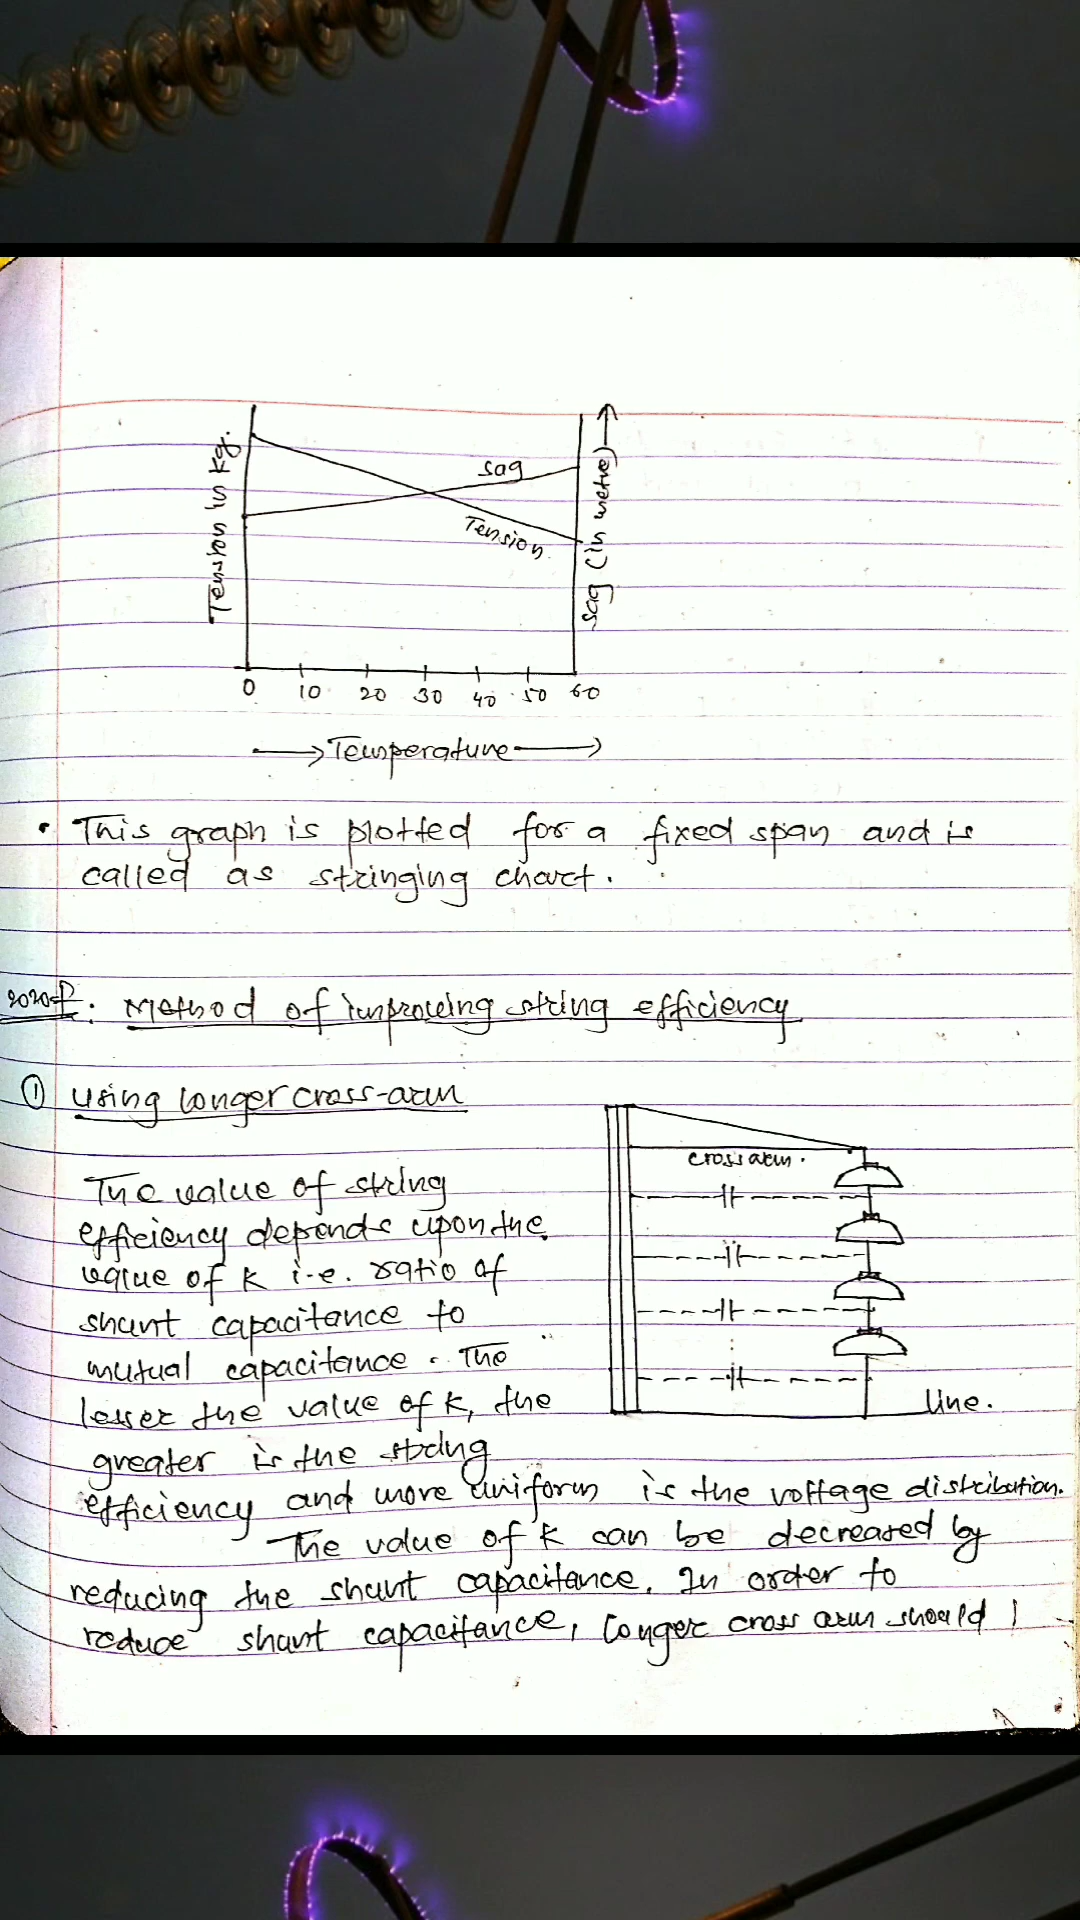 Tension in kg.
sag
Tension
sag (in metre)
0 10 20 30 40 50 60
Temperature
• This graph is plotted for a fixed span and is
called as stringing chart.
: Method of improving string efficiency
① Using longer cross-arm
cross arm.
The value of string
efficiency depends upon the
value of K i.e. ratio of
shunt capacitance to
mutual capacitance. The
lesser the value of K, the
greater is the string
efficiency and more uniform is the voltage distribution.
line.
The value of K can be decreased by
reducing the shunt capacitance. In order to
reduce shunt capacitance, longer cross arm should